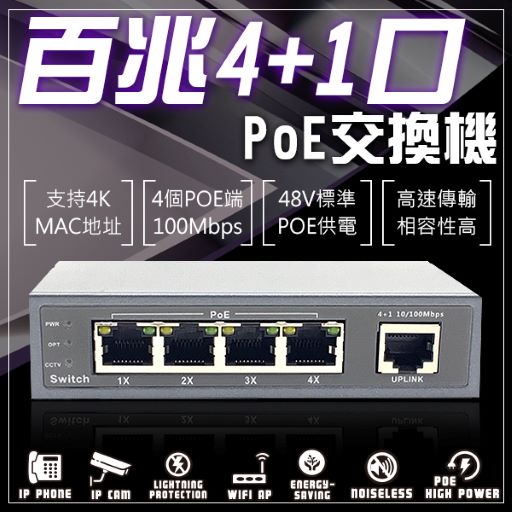 百兆4+1口
PoE交換機
支持4K
MAC地址
4個POE端
100Mbps
48V標準
POE供電
高速傳輸
相容性高
PoE
4+1 10/100Mbps
PWR
OPT
CCTV
Switch
1X
2X
3X
4X
UPLINK
IP PHONE
IP CAM
LIGHTNING
PROTECTION
WIFI AP
ENERGY-
SAVING
NOISELESS
POE
HIGH POWER